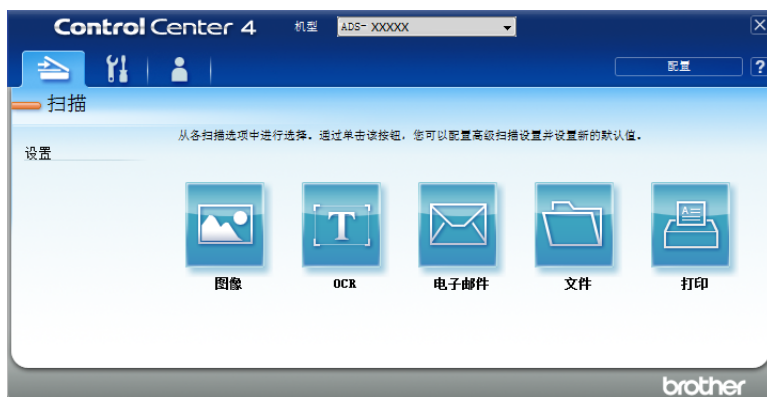 Control Center 4 机型 ADS- XXXXX X
配置 ?
扫描
从各扫描选项中进行选择。通过单击该按钮，您可以配置高级扫描设置并设置新的默认值。
设置
T A
图像 OCR 电子邮件 文件 打印
brother